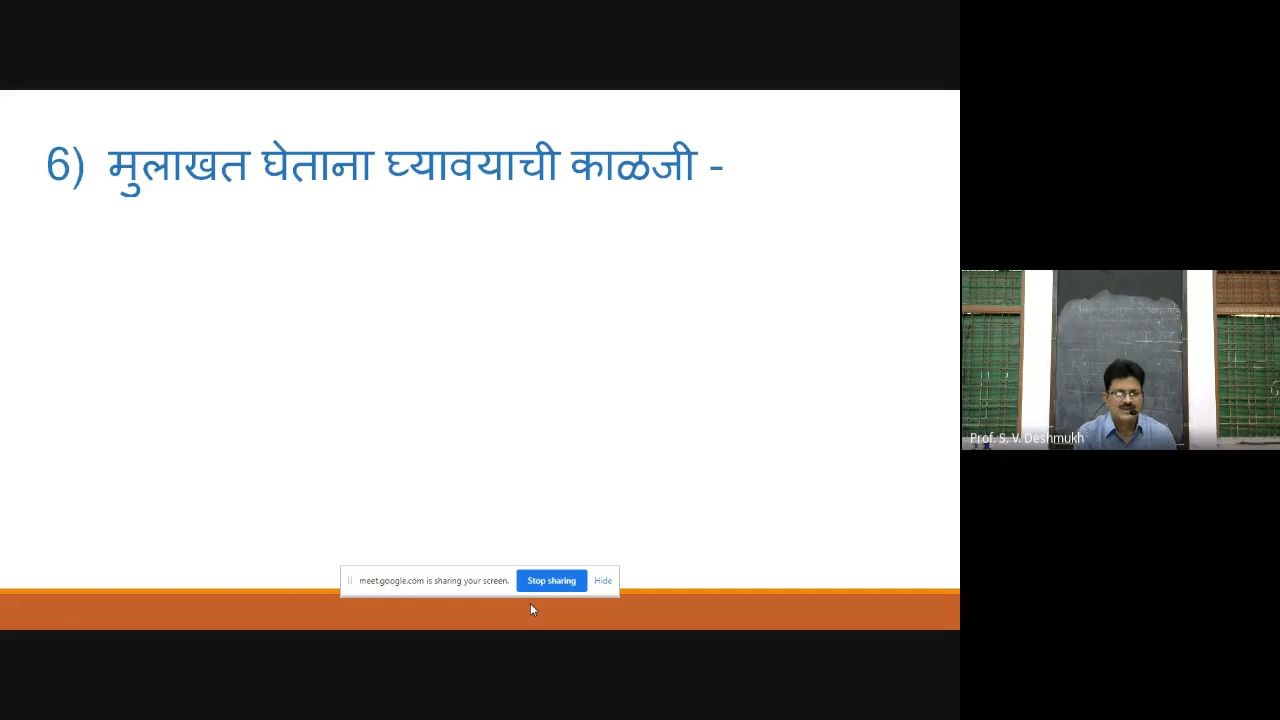 6) मुलाखत घेताना घ्यावयाची काळजी -
meet.google.com is sharing your screen. Stop sharing Hide
Prof. S. V. Deshmukh